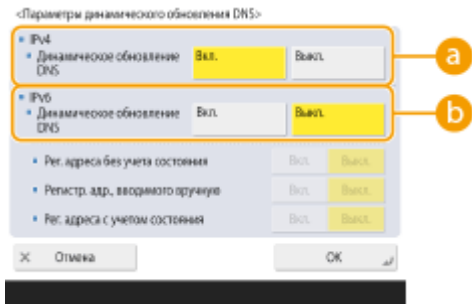 <Параметры динамического обновления DNS>
IPv4
Динамическое обновление DNS Вкл. Выкл.
a
IPv6
Динамическое обновление DNS Вкл. Выкл.
b
Рег. адреса без учета состояния Вкл. Выкл.
Регистр. адр., вводимого вручную Вкл. Выкл.
Рег. адреса с учетом состояния Вкл. Выкл.
× Отмена OK